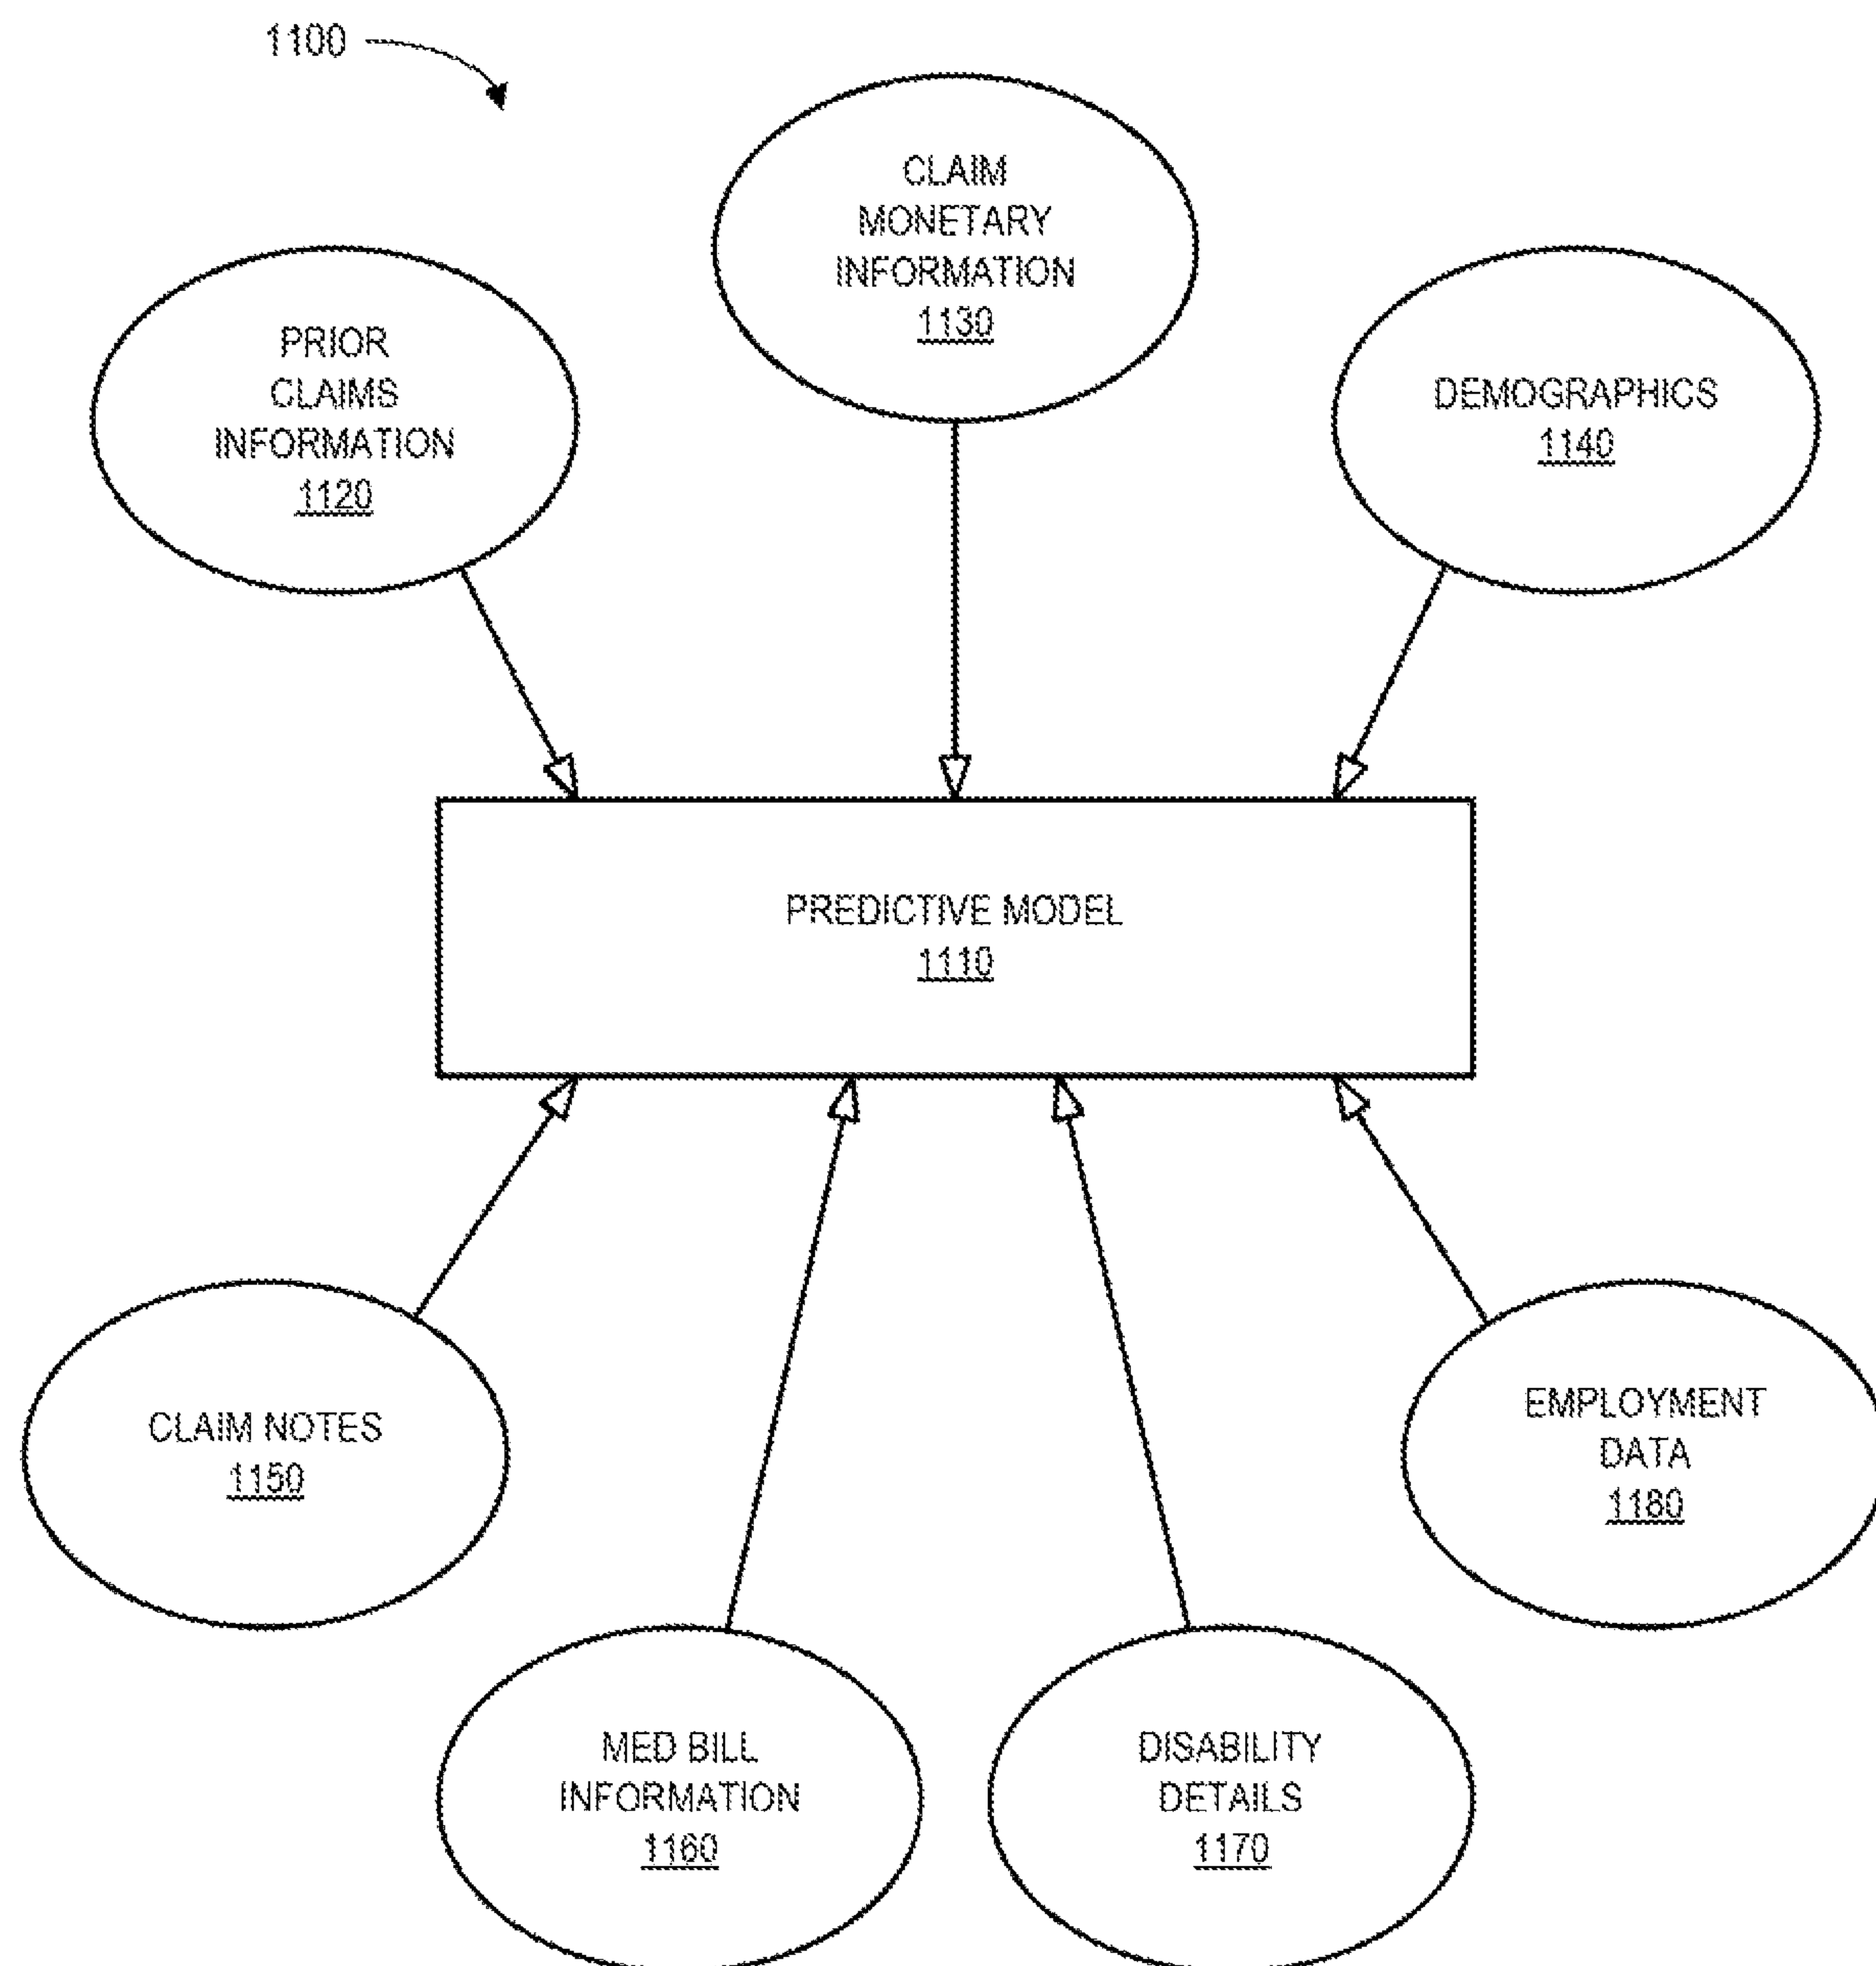 1100
CLAIM
MONETARY
INFORMATION
1130
PRIOR
CLAIMS
INFORMATION
1120
DEMOGRAPHICS
1140
PREDICTIVE MODEL
1110
CLAIM NOTES
1150
EMPLOYMENT
DATA
1180
MED BILL
INFORMATION
1160
DISABILITY
DETAILS
1170